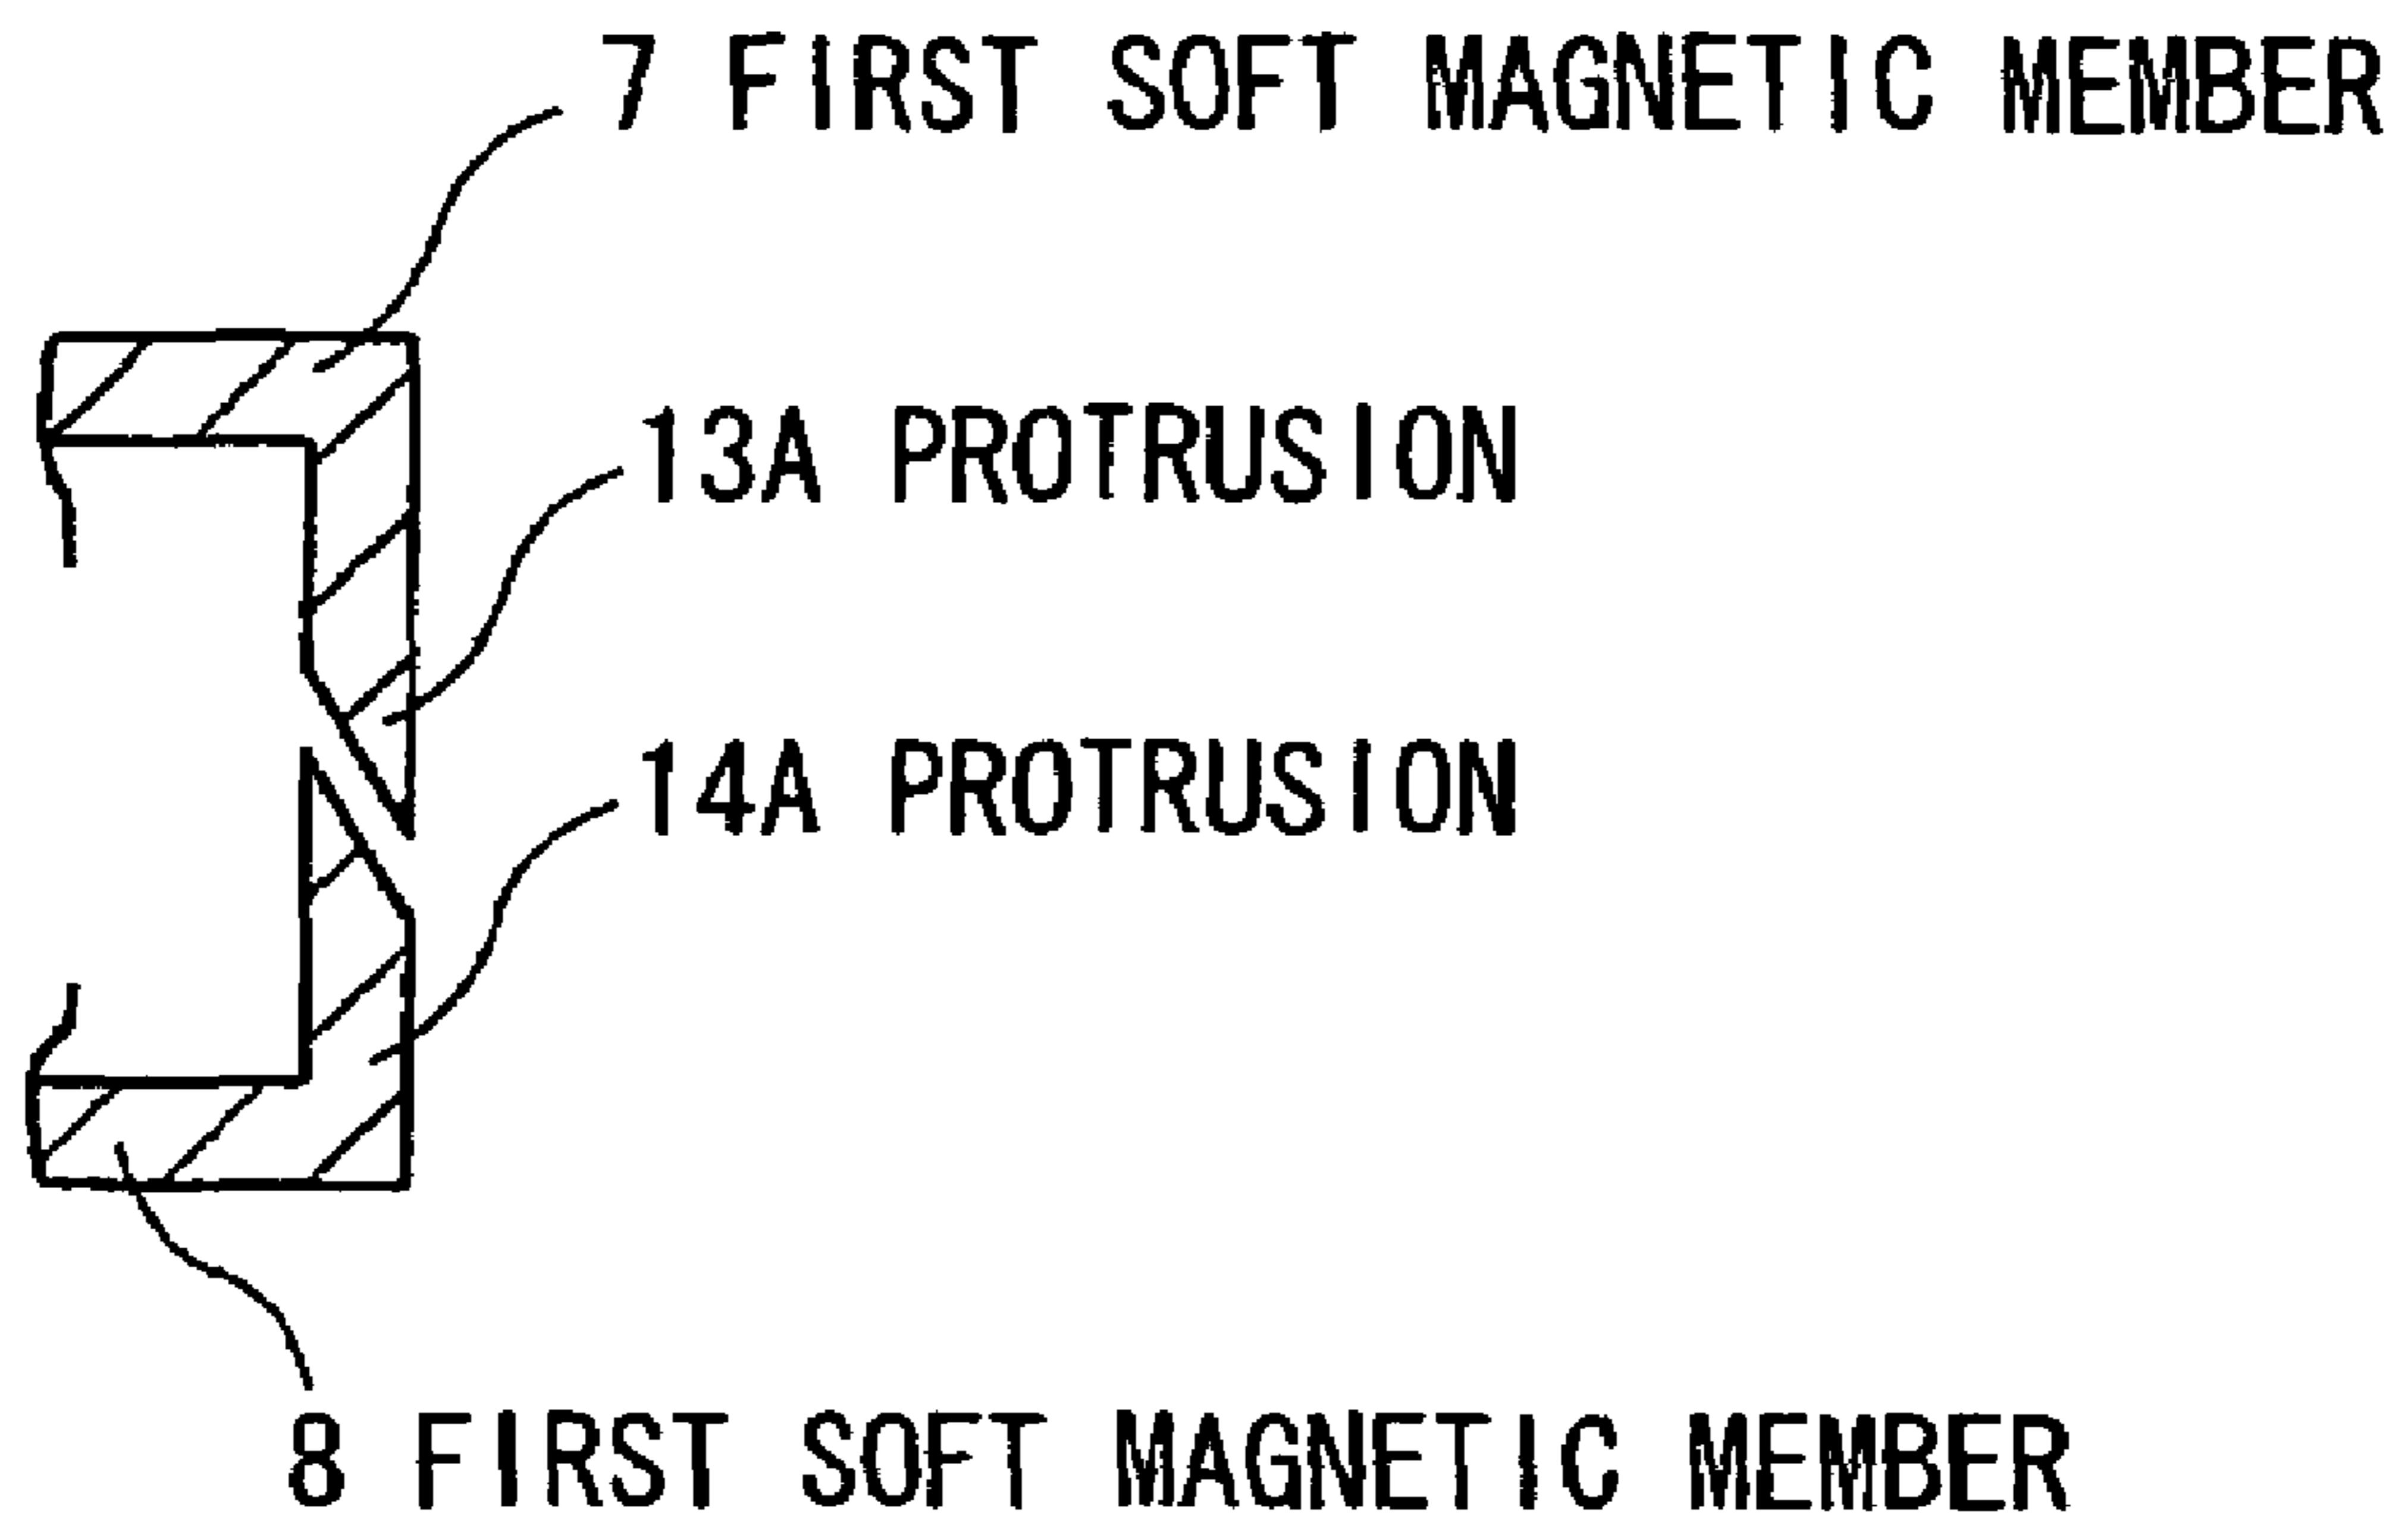 7 FIRST SOFT MAGNETIC MEMBER
13A PROTRUSION
14A PROTRUSION
8 FIRST SOFT MAGNETIC MEMBER